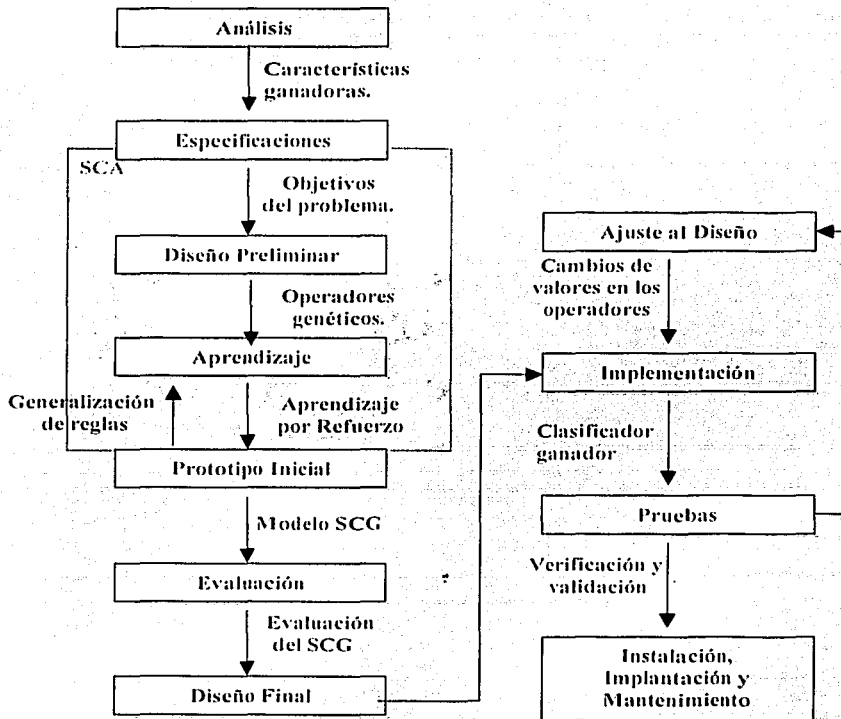 Análisis
Características
ganadoras.
Especificaciones
SCA
Objetivos
del problema.
Diseño Preliminar
Operadores
genéticos.
Aprendizaje
Generalización
de reglas
Aprendizaje
por Refuerzo
Prototipo Inicial
Modelo SCG
Evaluación
Evaluación
del SCG
Diseño Final
Ajuste al Diseño
Cambios de
valores en los
operadores
Implementación
Clasificador
ganador
Pruebas
Verificación y
validación
Instalación,
Implantación y
Mantenimiento